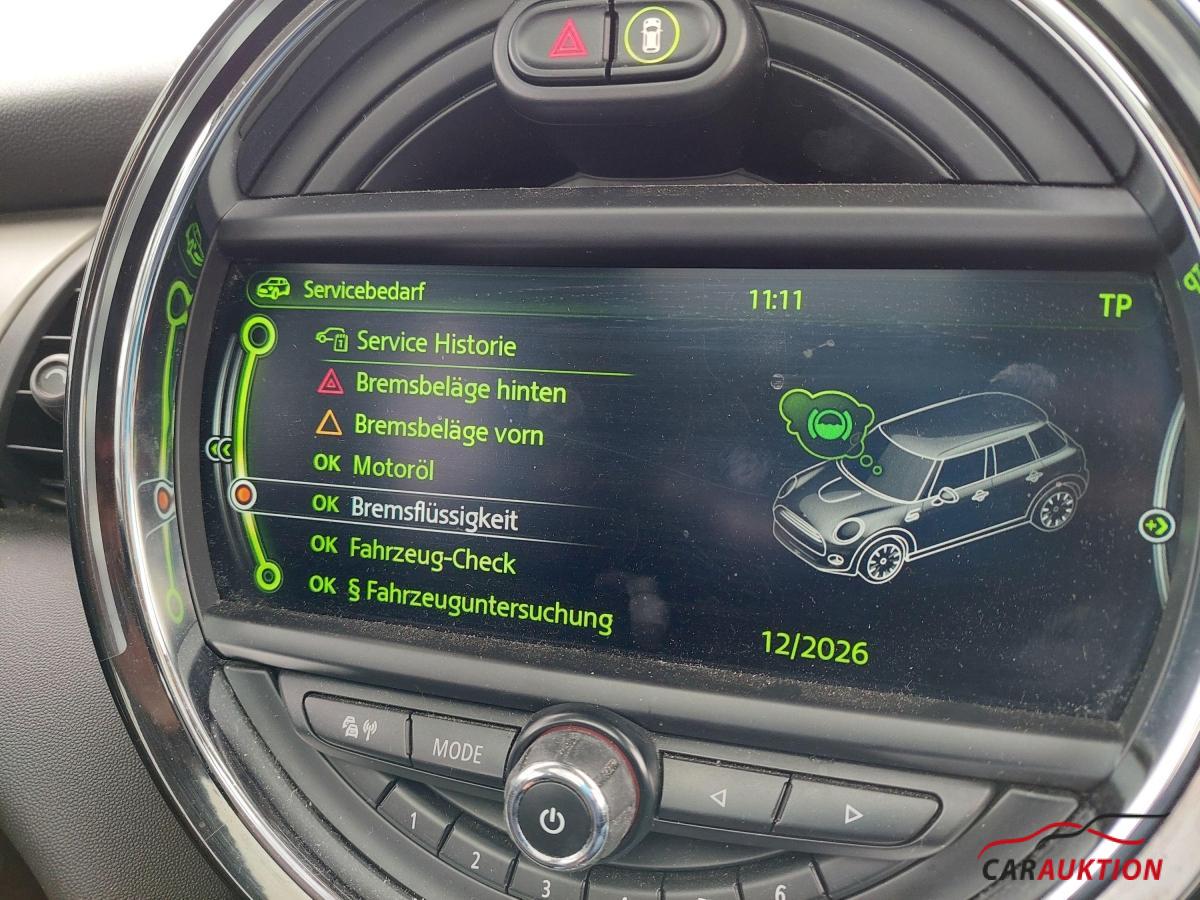 Servicebedarf
11:11
TP
Service Historie
Bremsbeläge hinten
Bremsbeläge vorn
OK Motoröl
OK Bremsflüssigkeit
OK Fahrzeug-Check
OK § Fahrzeuguntersuchung
12/2026
MODE
1
2
3
6
CARAUKTION